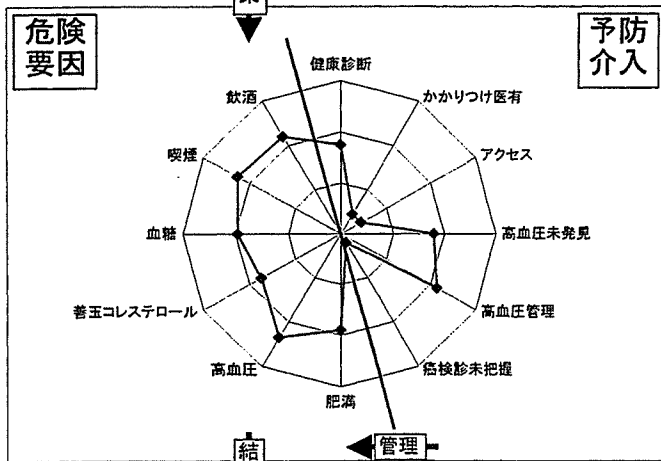 危険
要因
予防
介入
健康診断
飲酒
かかりつけ医有
喫煙
アクセス
血糖
高血圧未発見
善玉コレステロール
高血圧管理
高血圧
癌検診未把握
肥満
結
管理